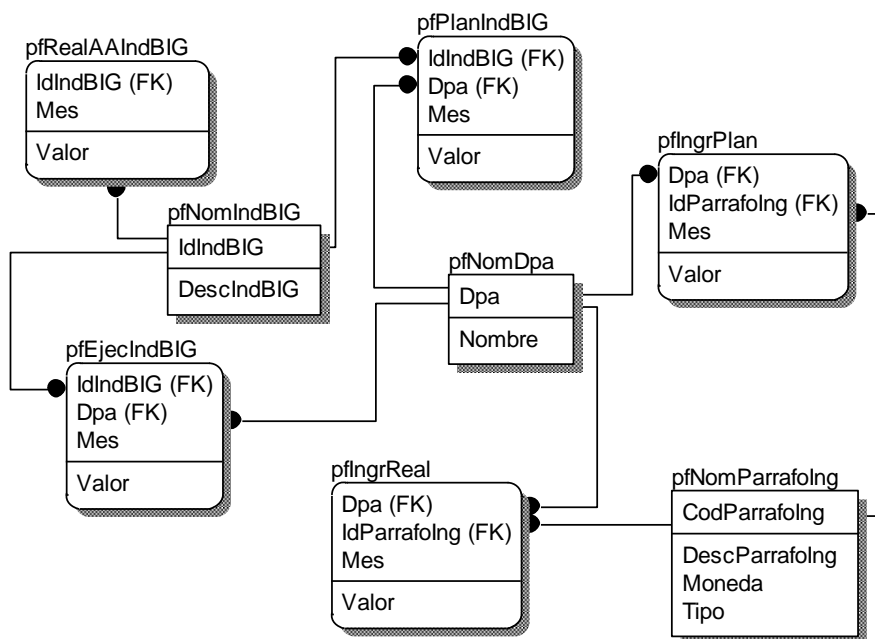 pfRealAAIndBIG
IdIndBIG (FK)
Mes
Valor
pfPlanIndBIG
IdIndBIG (FK)
Dpa (FK)
Mes
Valor
pfIngrPlan
Dpa (FK)
IdParrafoIng (FK)
Mes
Valor
pfNomIndBIG
IdIndBIG
DescIndBIG
pfNomDpa
Dpa
Nombre
pfEjecIndBIG
IdIndBIG (FK)
Dpa (FK)
Mes
Valor
pfIngrReal
Dpa (FK)
IdParrafoIng (FK)
Mes
Valor
pfNomParrafoIng
CodParrafoIng
DescParrafoIng
Moneda
Tipo